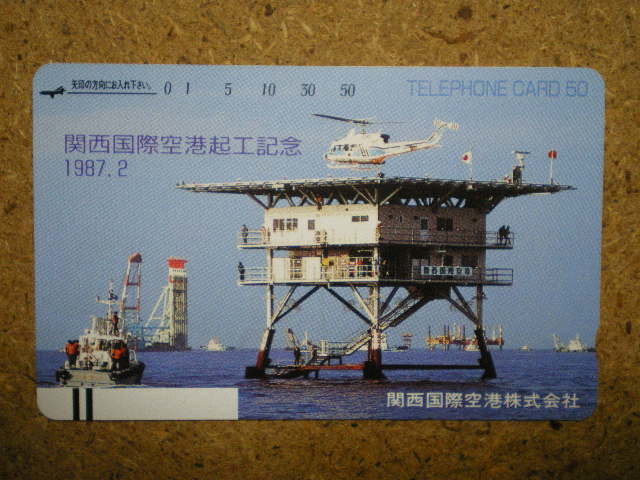 矢印の方向にお入れ下さい。
0 1 5 10 30 50
TELEPHONE CARD 50
関西国際空港起工記念
1987.2
関西国際空港株式会社